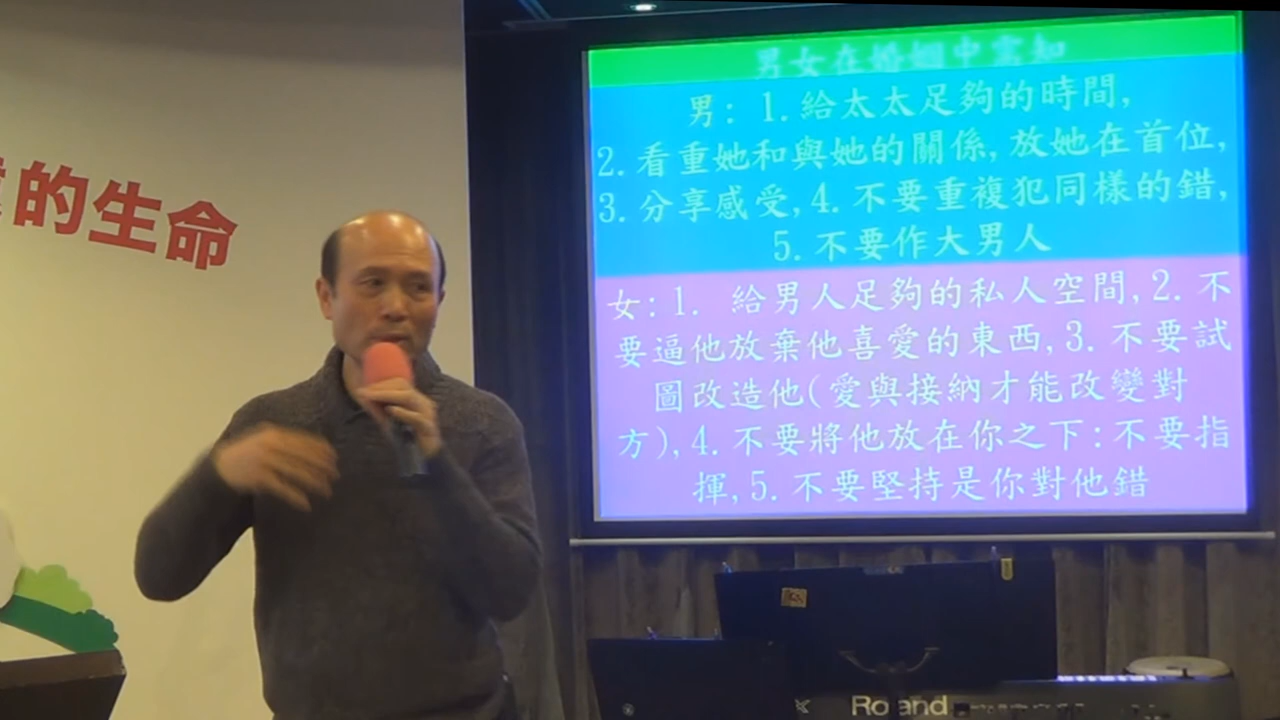 的生命
男女在婚姻中需知
男: 1.給太太足夠的時間,
2.看重她和與她的關係,放她在首位,
3.分享感受,4.不要重複犯同樣的錯,
5.不要作大男人
女:1. 給男人足夠的私人空間,2.不
要逼他放棄他喜愛的東西,3.不要試
圖改造他(愛與接納才能改變對
方),4.不要將他放在你之下:不要指
揮,5.不要堅持是你對他錯
Roland